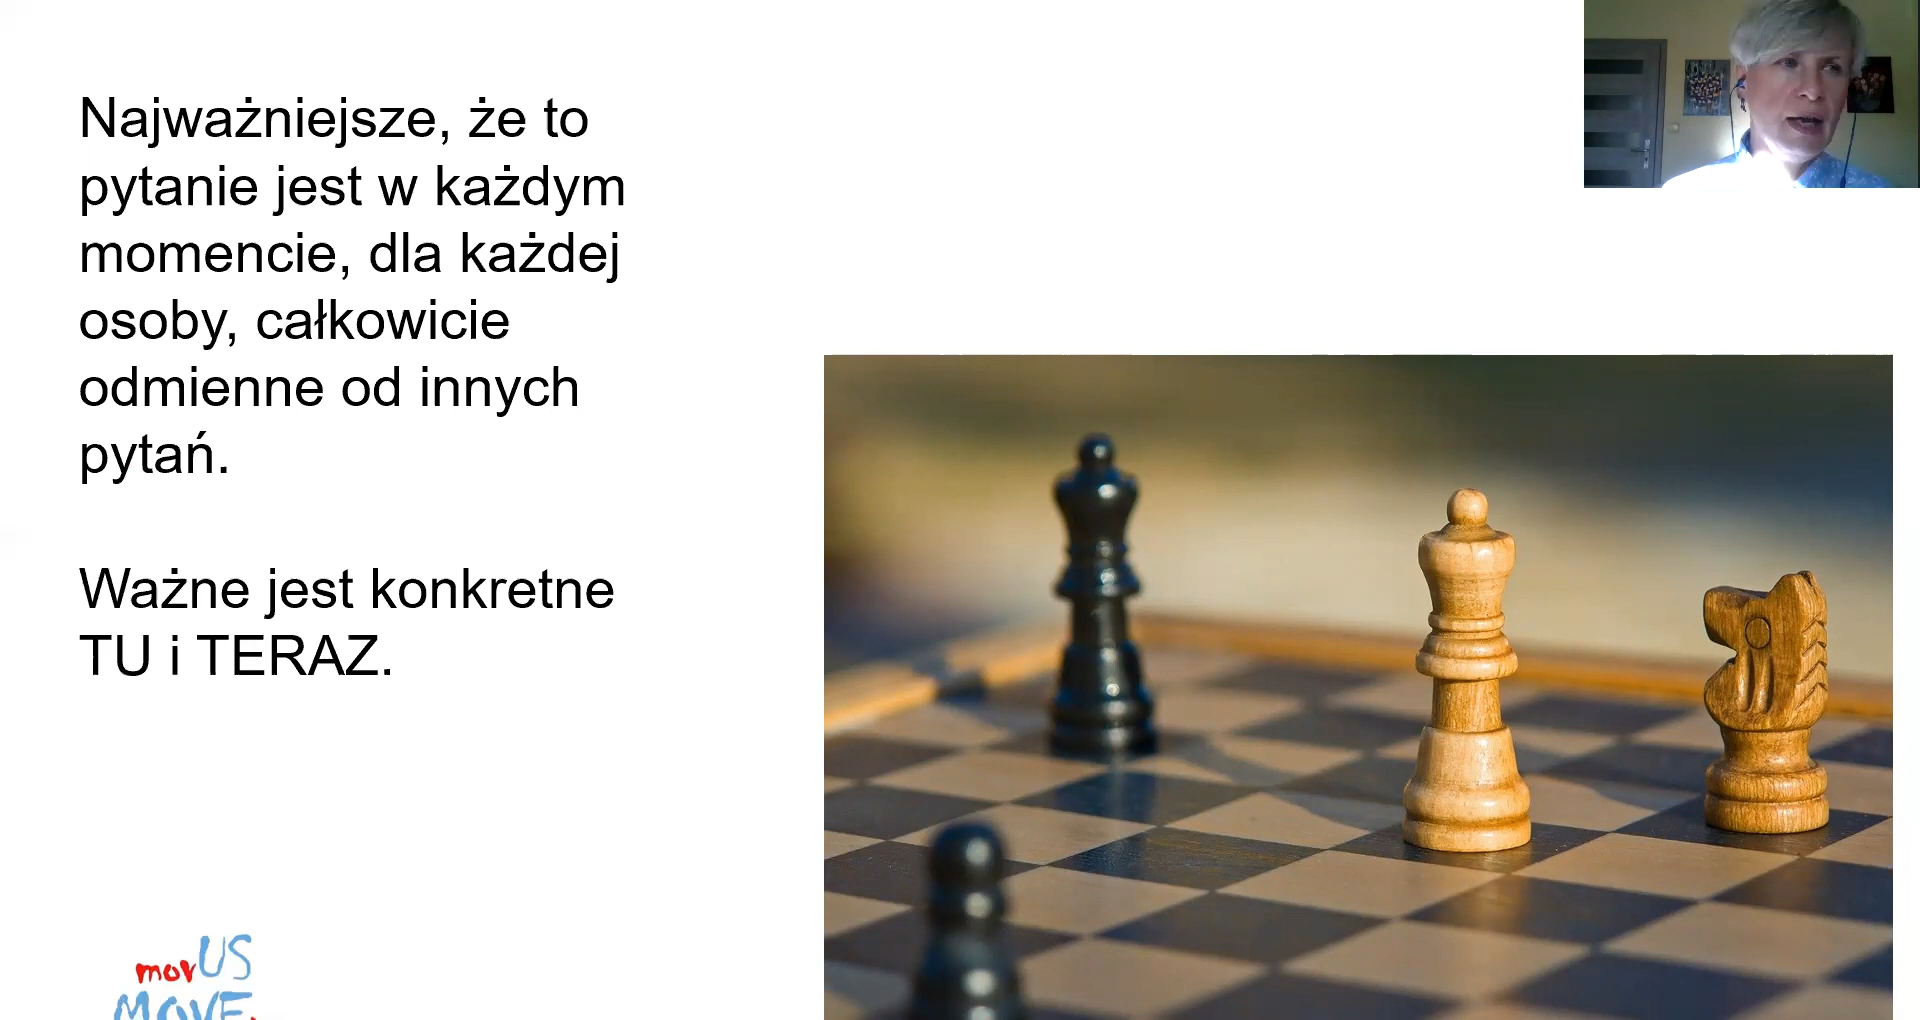 Najważniejsze, że to
pytanie jest w każdym
momencie, dla każdej
osoby, całkowicie
odmienne od innych
pytań.
Ważne jest konkretne
TU i TERAZ.
movUS
MOVE